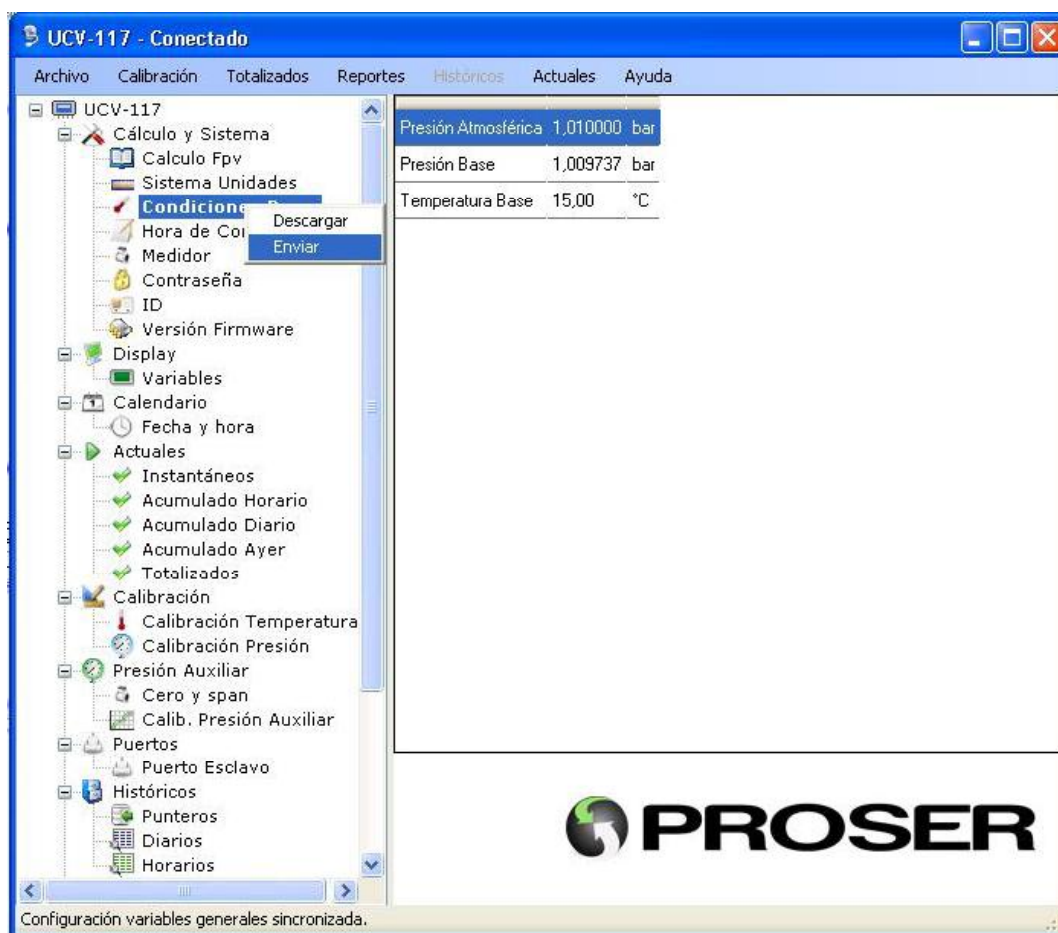 UCV-117 - Conectado
Archivo Calibración Totalizados Reportes Históricos Actuales Ayuda
UCV-117
Cálculo y Sistema
Calculo Fpv
Sistema Unidades
Condicione
Hora de Co
Medidor
Contraseña
ID
Versión Firmware
Display
Variables
Calendario
Fecha y hora
Actuales
Instantáneos
Acumulado Horario
Acumulado Diario
Acumulado Ayer
Totalizados
Calibración
Calibración Temperatura
Calibración Presión
Presión Auxiliar
Cero y span
Calib. Presión Auxiliar
Puertos
Puerto Esclavo
Históricos
Punteros
Diarios
Horarios
Descargar
Enviar
Presión Atmosférica 1,010000 bar
Presión Base 1,009737 bar
Temperatura Base 15,00 °C
PROSER
Configuración variables generales sincronizada.